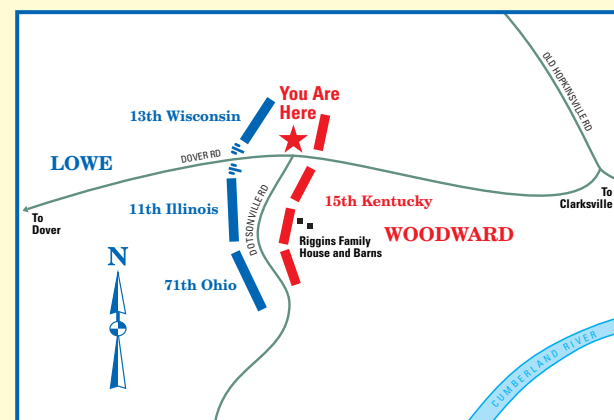 OLD HOPKINSVILLE RD
You Are
Here
13th Wisconsin
DOVER RD
LOWE
To
Clarksville
15th Kentucky
11th Illinois
DOTSONVILLE RD
To
Dover
WOODWARD
Riggins Family
House and Barns
N
71th Ohio
CUMBERLAND RIVER